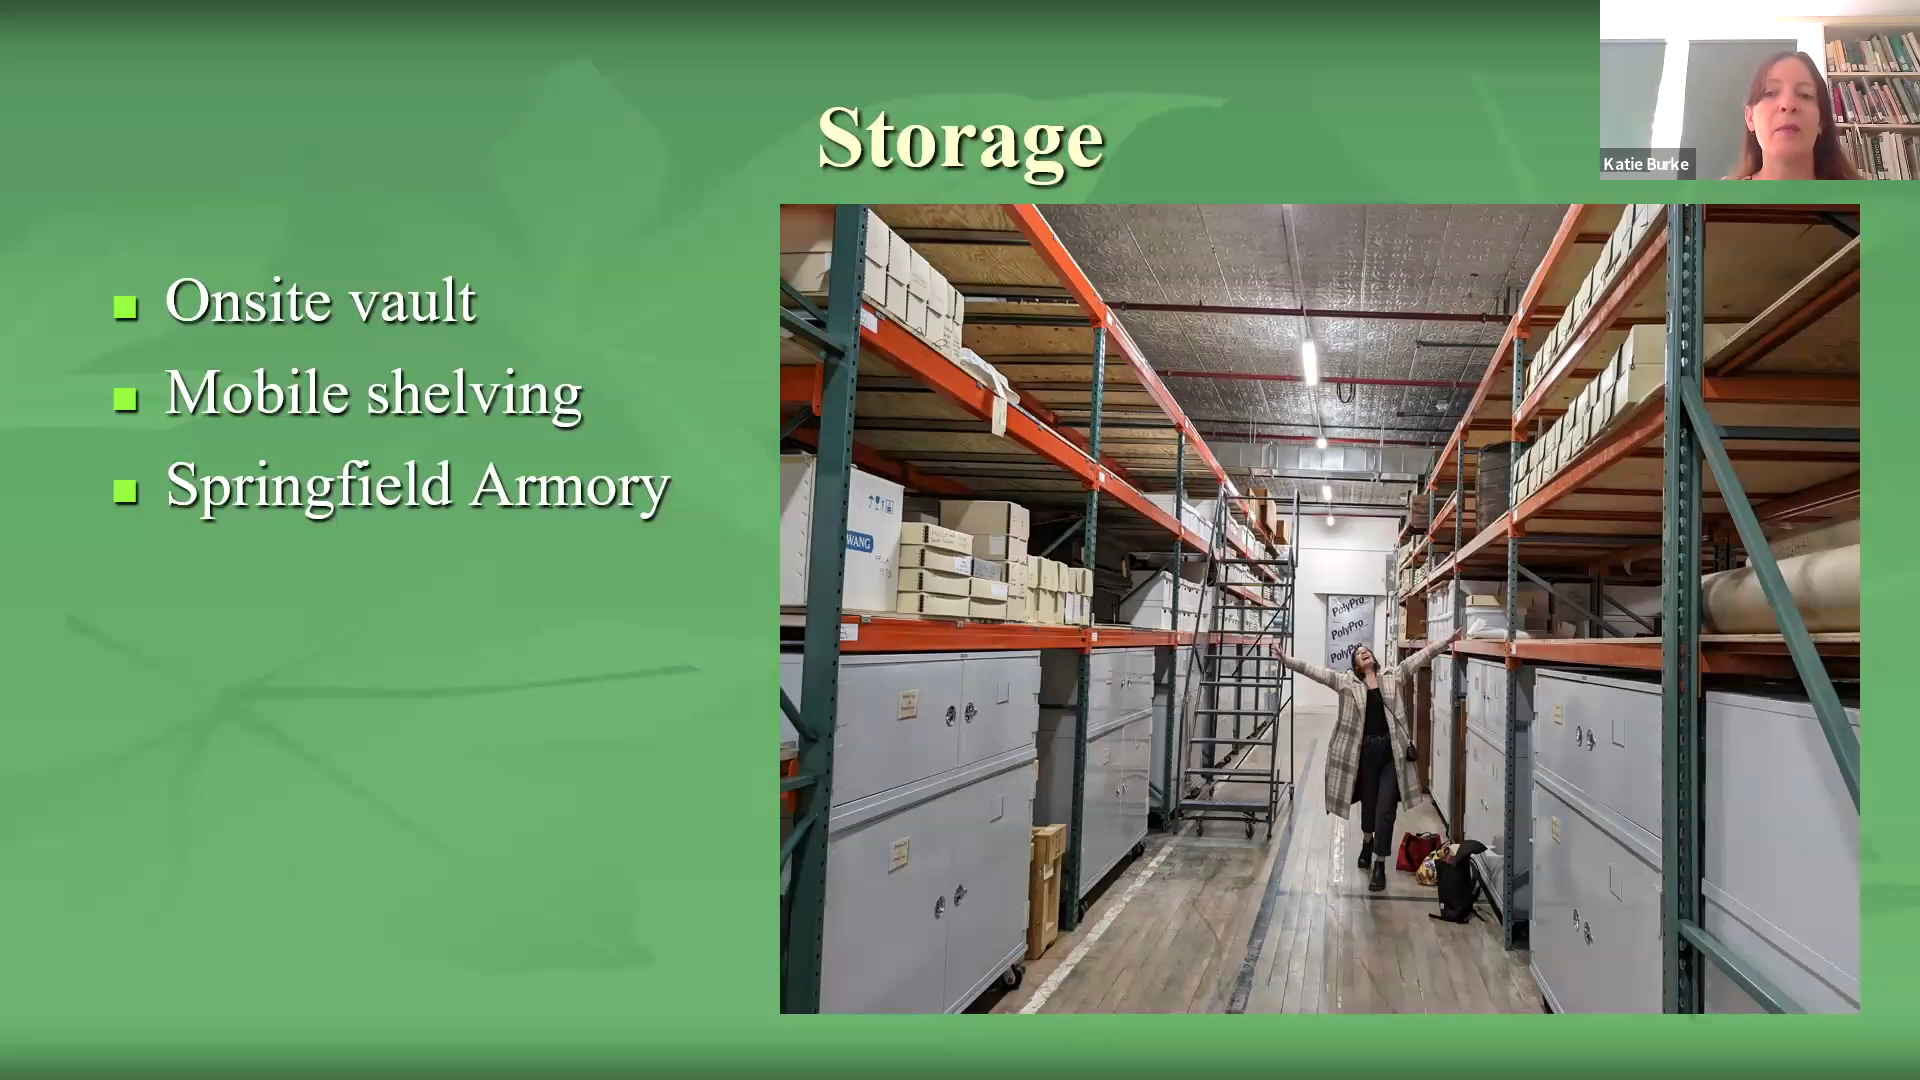 Storage
Katie Burke
Onsite vault
Mobile shelving
Springfield Armory
WANG
PolyPro
PolyPro
PolyPro